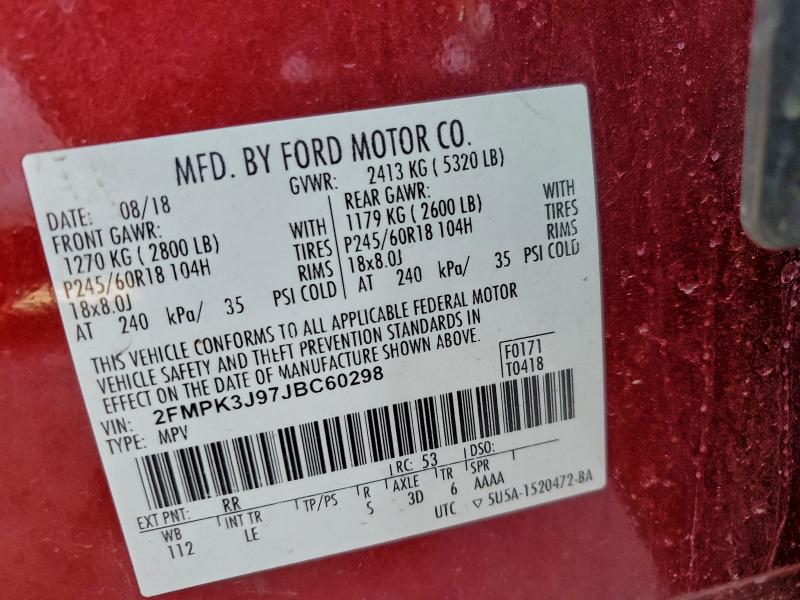 MFD. BY FORD MOTOR CO.
DATE: 08/18 GVWR: 2413 KG ( 5320 LB)
FRONT GAWR: REAR GAWR:
1270 KG ( 2800 LB) WITH 1179 KG ( 2600 LB) WITH
P245/60R18 104H TIRES P245/60R18 104H TIRES
18x8.0J RIMS 18x8.0J RIMS
AT 240 kPa/ 35 PSI COLD AT 240 kPa/ 35 PSI COLD
THIS VEHICLE CONFORMS TO ALL APPLICABLE FEDERAL MOTOR
VEHICLE SAFETY AND THEFT PREVENTION STANDARDS IN
EFFECT ON THE DATE OF MANUFACTURE SHOWN ABOVE.
F0171
T0418
VIN: 2FMPK3J97JBC60298
TYPE: MPV
EXT PNT: RR RC: 53 DSO:
WB INT TR TP/PS R AXLE TR SPR
112 LE S 3D 6 AAAA
UTC ▽ 5U5A-1520472-BA